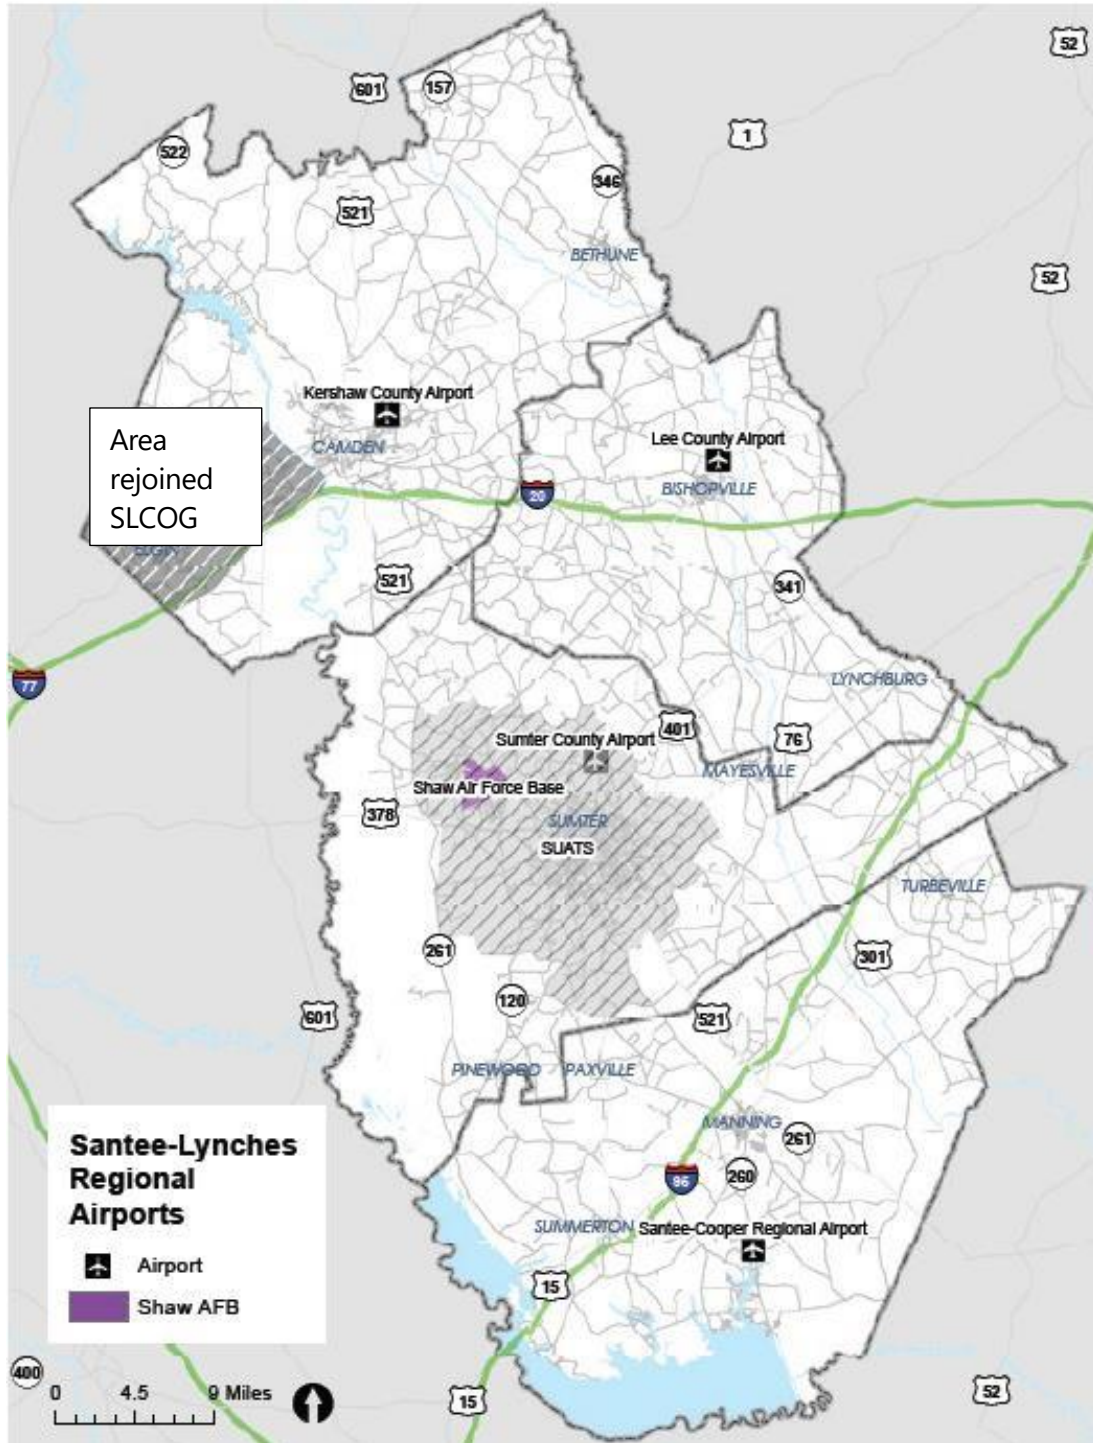 52
601
157
1
522
346
521
BETHUNE
52
Kershaw County Airport
Area
rejoined
SLCOG
CAMDEN
Lee County Airport
BISHOPVILLE
20
ELGIN
521
341
77
LYNCHBURG
401
76
Sumter County Airport
MAYESVILLE
Shaw Air Force Base
378
SUMTER
SUATS
TURBEVILLE
261
301
120
601
521
PINEWOOD
PAXVILLE
MANNING
261
260
SUMMERTON
Santee-Cooper Regional Airport
15
Santee-Lynches
Regional
Airports
Airport
Shaw AFB
400
0 4.5 9 Miles
15
52